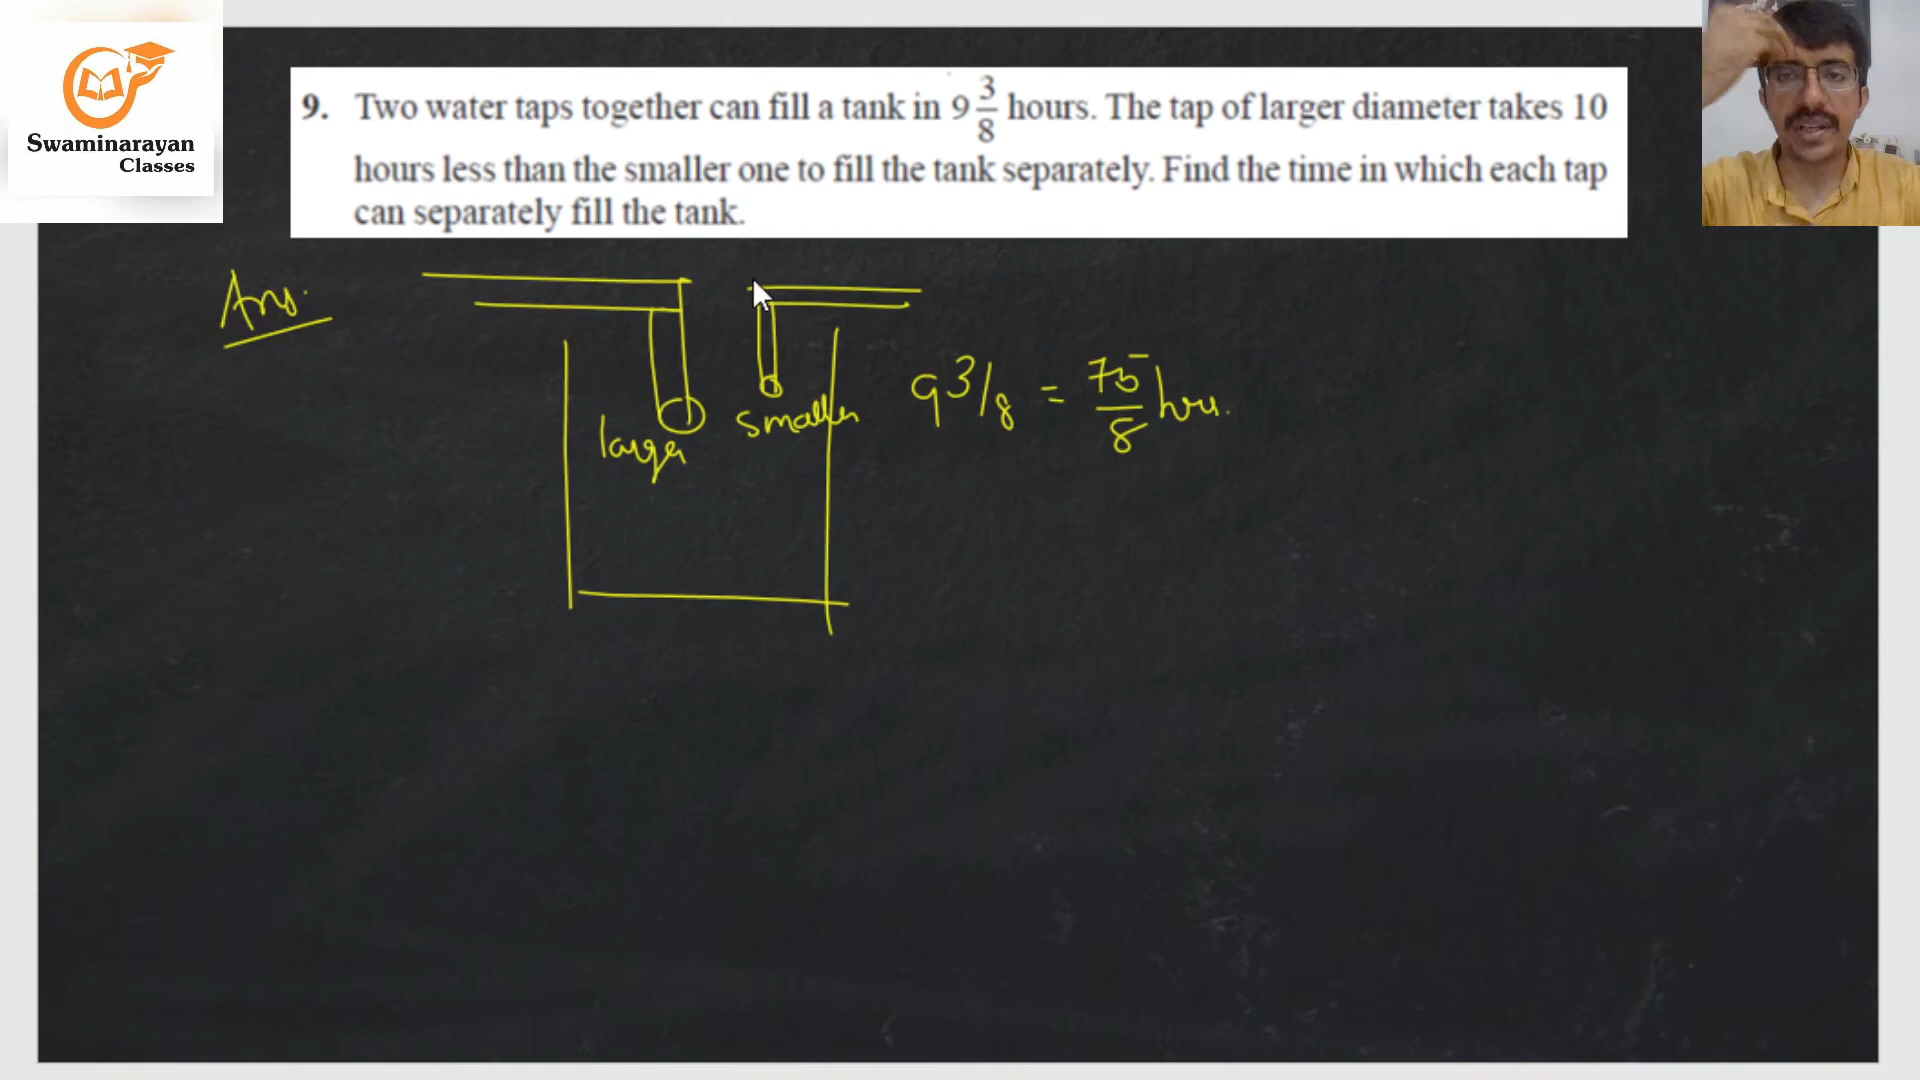 Swaminarayan
Classes
9. Two water taps together can fill a tank in 9 3/8 hours. The tap of larger diameter takes 10
hours less than the smaller one to fill the tank separately. Find the time in which each tap
can separately fill the tank.
Ans.
larger
smaller
9 3/8 = 75/8 hrs.